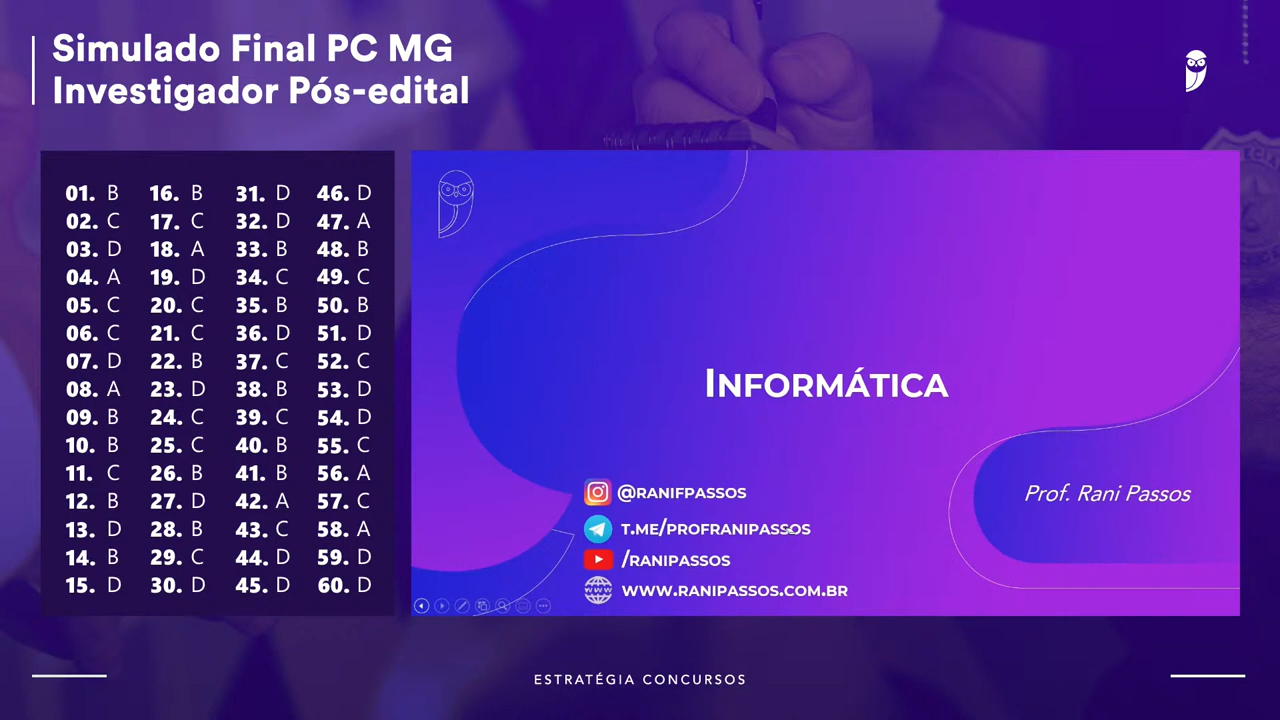 Simulado Final PC MG
Investigador Pós-edital
01. B 16. B 31. D 46. D
02. C 17. C 32. D 47. A
03. D 18. A 33. B 48. B
04. A 19. D 34. C 49. C
05. C 20. C 35. B 50. B
06. C 21. C 36. D 51. D
07. D 22. B 37. C 52. C
08. A 23. D 38. B 53. D
09. B 24. C 39. C 54. D
10. B 25. C 40. B 55. C
11. C 26. B 41. B 56. A
12. B 27. D 42. A 57. C
13. D 28. B 43. C 58. A
14. B 29. C 44. D 59. D
15. D 30. D 45. D 60. D
INFORMÁTICA
@RANIFPASSOS
T.ME/PROFRANIPASSOS
/RANIPASSOS
WWW.RANIPASSOS.COM.BR
Prof. Rani Passos
ESTRATÉGIA CONCURSOS